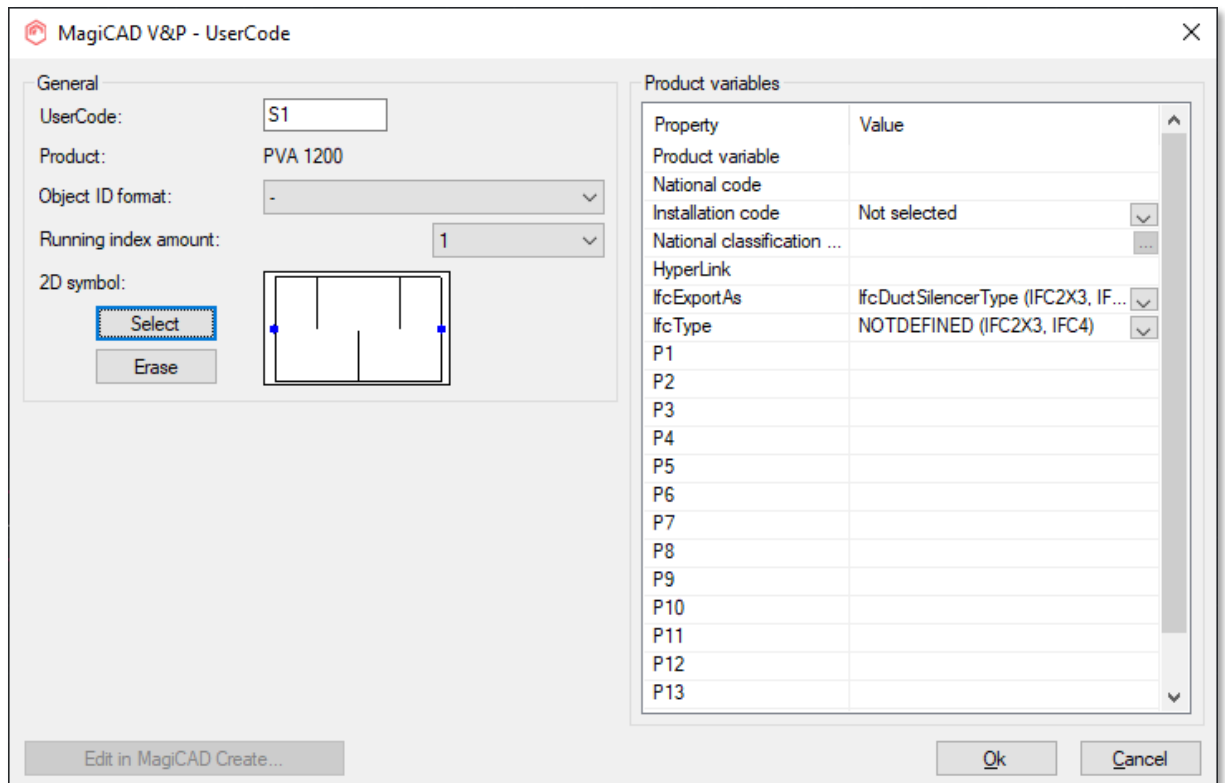 MagiCAD V&P - UserCode
General
UserCode: S1
Product: PVA 1200
Object ID format: -
Running index amount: 1
2D symbol:
Select
Erase
Product variables
Property Value
Product variable
National code
Installation code Not selected
National classification ... ...
HyperLink
IfcExportAs IfcDuctSilencerType (IFC2X3, IF...
IfcType NOTDEFINED (IFC2X3, IFC4)
P1
P2
P3
P4
P5
P6
P7
P8
P9
P10
P11
P12
P13
Edit in MagiCAD Create...
Ok
Cancel